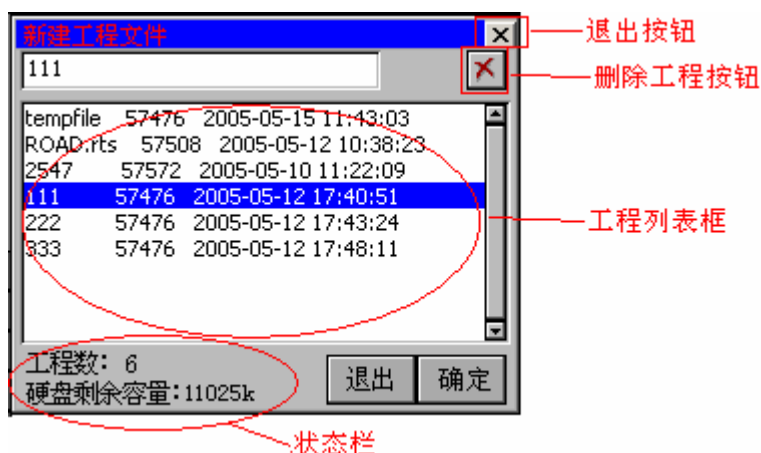 新建工程文件
退出按钮
111
删除工程按钮
tempfile 57476 2005-05-15 11:43:03
ROAD.rts 57508 2005-05-12 10:38:23
2547 57572 2005-05-10 11:22:09
111 57476 2005-05-12 17:40:51
222 57476 2005-05-12 17:43:24
工程列表框
333 57476 2005-05-12 17:48:11
工程数: 6
硬盘剩余容量:11025k
退出
确定
状态栏